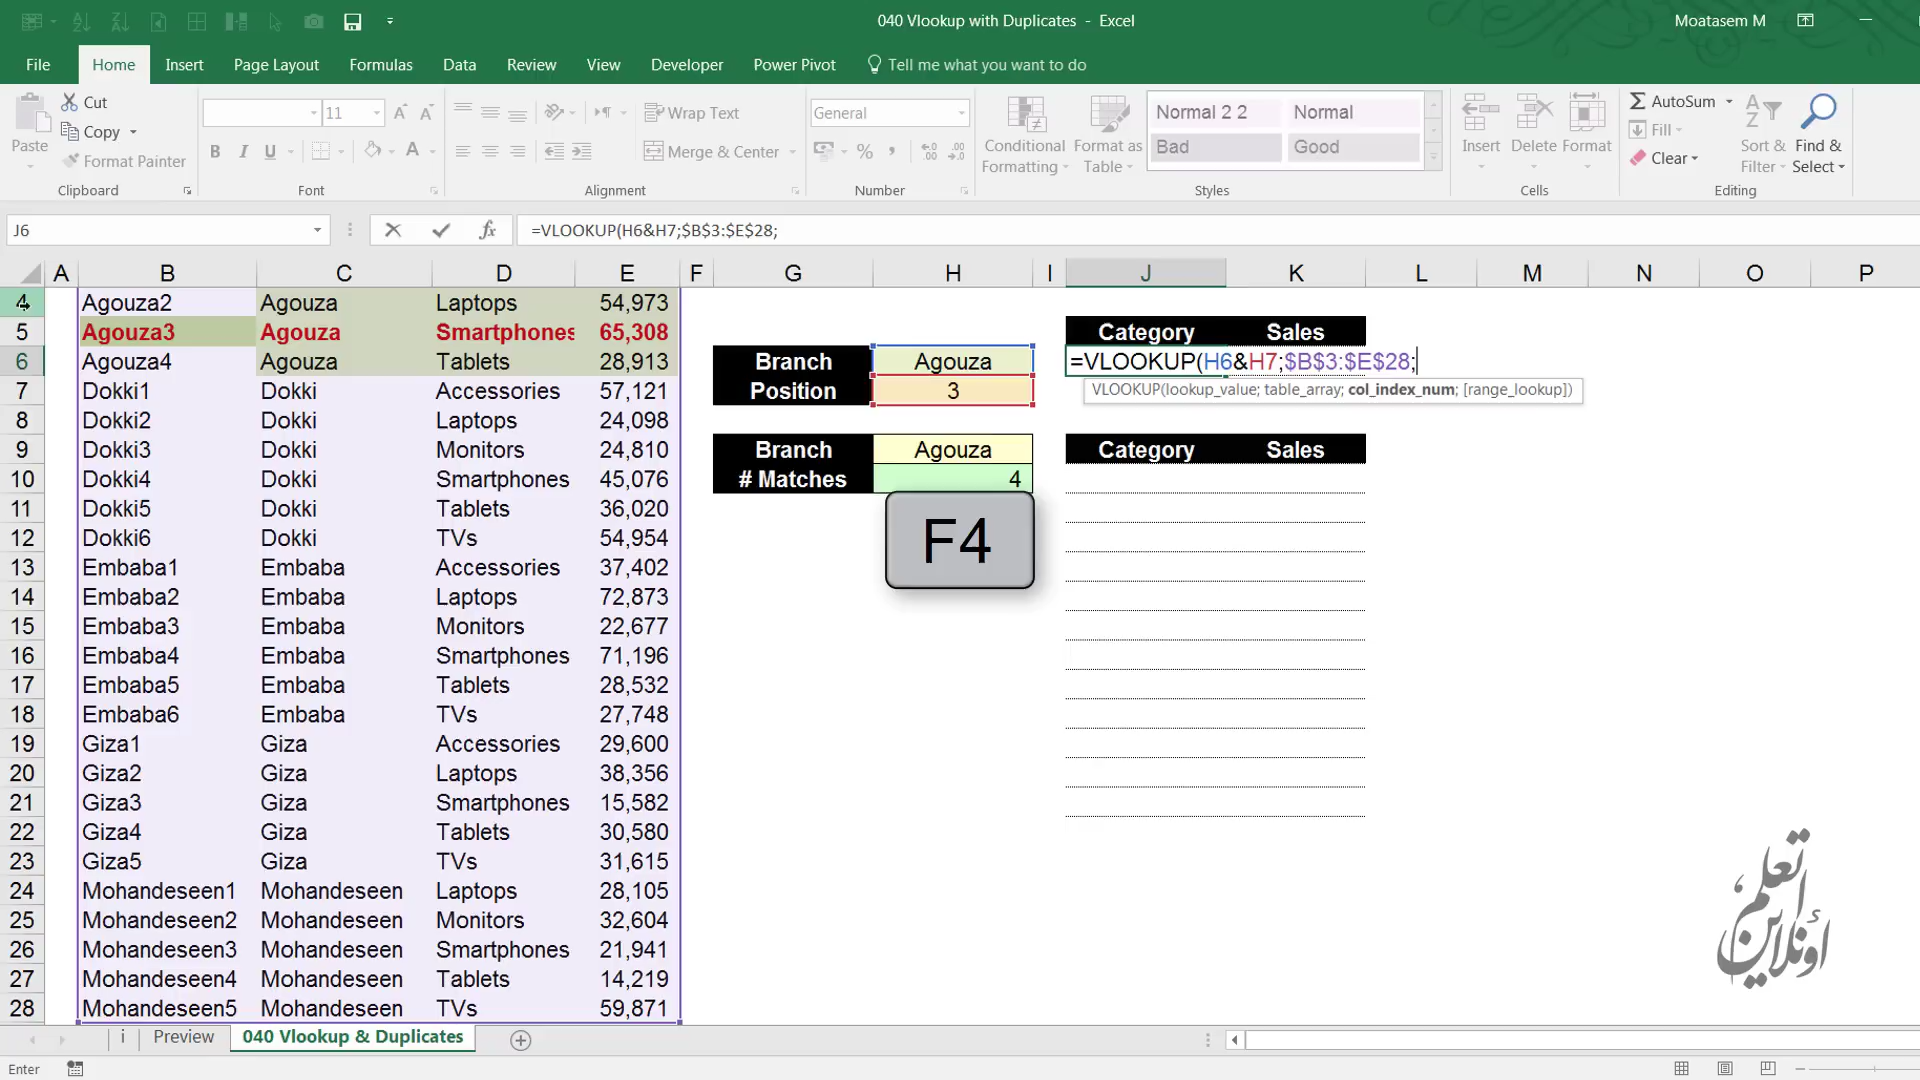 040 Vlookup with Duplicates - Excel
Moatasem M
File Home Insert Page Layout Formulas Data Review View Developer Power Pivot Tell me what you want to do
Paste
Cut
Copy
Format Painter
Clipboard
11
B I U
A A
A
Font
Wrap Text
Merge & Center
Alignment
General
%
Number
Conditional Formatting
Format as Table
Normal 2 2 Normal
Bad Good
Styles
Insert Delete Format
Cells
AutoSum
Fill
Clear
Sort & Filter
Find & Select
Editing
J6 fx =VLOOKUP(H6&H7;$B$3:$E$28;
A B C D E F G H I J K L M N O P
4 Agouza2 Agouza Laptops 54,973
5 Agouza3 Agouza Smartphones 65,308 Category Sales
6 Agouza4 Agouza Tablets 28,913 Branch Agouza =VLOOKUP(H6&H7;$B$3:$E$28;
7 Dokki1 Dokki Accessories 57,121 Position 3 VLOOKUP(lookup_value; table_array; col_index_num; [range_lookup])
8 Dokki2 Dokki Laptops 24,098
9 Dokki3 Dokki Monitors 24,810 Branch Agouza Category Sales
10 Dokki4 Dokki Smartphones 45,076 # Matches 4
11 Dokki5 Dokki Tablets 36,020
F4
12 Dokki6 Dokki TVs 54,954
13 Embaba1 Embaba Accessories 37,402
14 Embaba2 Embaba Laptops 72,873
15 Embaba3 Embaba Monitors 22,677
16 Embaba4 Embaba Smartphones 71,196
17 Embaba5 Embaba Tablets 28,532
18 Embaba6 Embaba TVs 27,748
19 Giza1 Giza Accessories 29,600
20 Giza2 Giza Laptops 38,356
21 Giza3 Giza Smartphones 15,582
22 Giza4 Giza Tablets 30,580
23 Giza5 Giza TVs 31,615
24 Mohandeseen1 Mohandeseen Laptops 28,105
25 Mohandeseen2 Mohandeseen Monitors 32,604
26 Mohandeseen3 Mohandeseen Smartphones 21,941
27 Mohandeseen4 Mohandeseen Tablets 14,219
28 Mohandeseen5 Mohandeseen TVs 59,871
اتعلم
أونلاين
i Preview 040 Vlookup & Duplicates
Enter